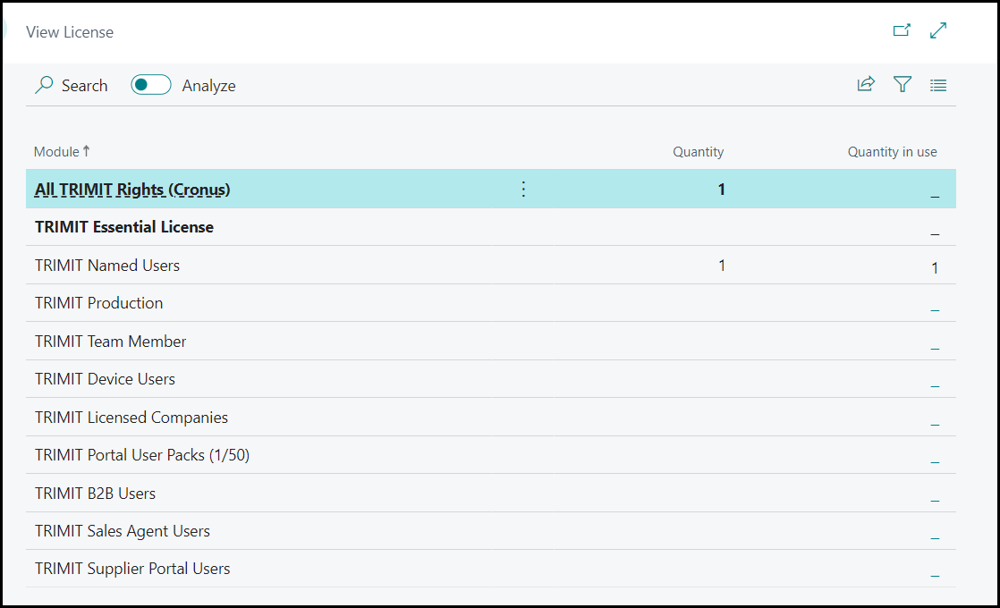 View License
Search Analyze
Module Quantity Quantity in use
All TRIMIT Rights (Cronus) 1 _
TRIMIT Essential License _
TRIMIT Named Users 1 1
TRIMIT Production _
TRIMIT Team Member _
TRIMIT Device Users _
TRIMIT Licensed Companies _
TRIMIT Portal User Packs (1/50) _
TRIMIT B2B Users _
TRIMIT Sales Agent Users _
TRIMIT Supplier Portal Users _